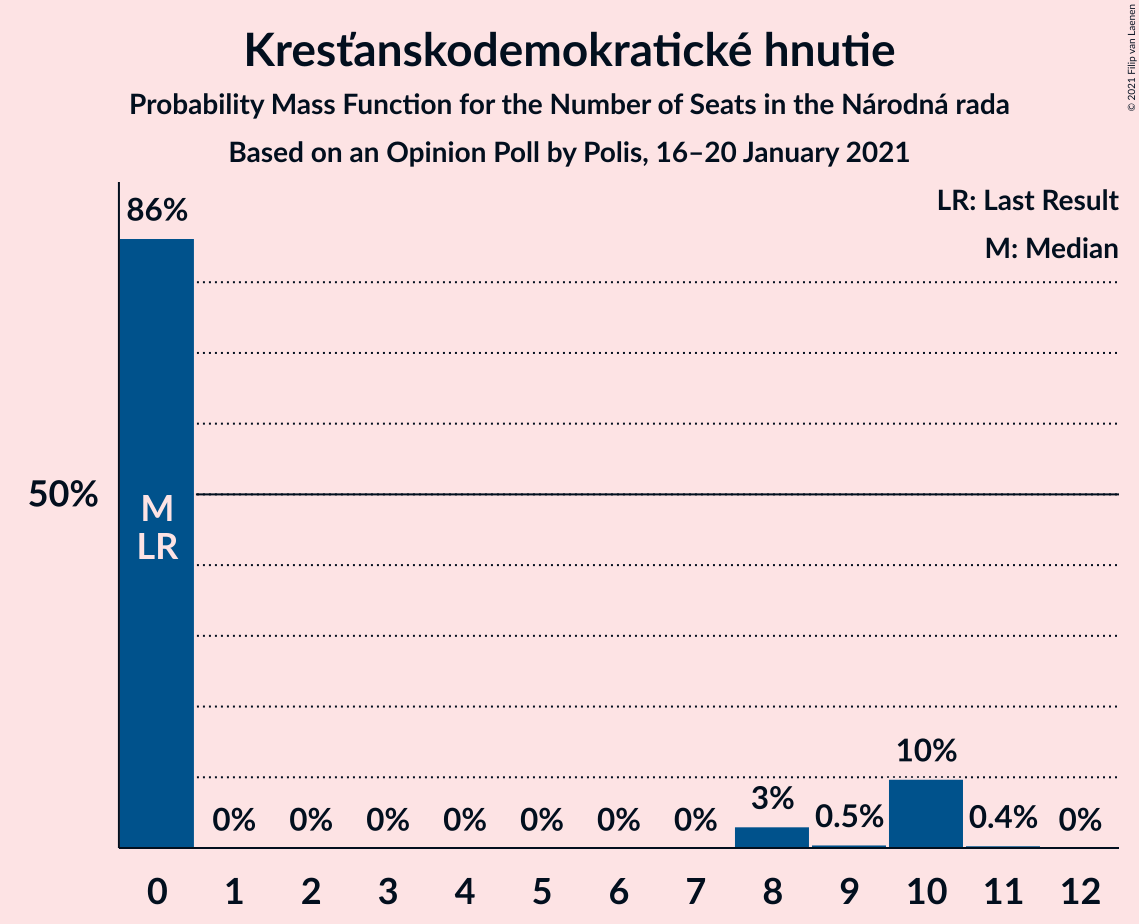 Kresťanskodemokratické hnutie
Probability Mass Function for the Number of Seats in the Národná rada
Based on an Opinion Poll by Polis, 16–20 January 2021
© 2021 Filip van Laenen
LR: Last Result
M: Median
86%
50%
M
LR
0% 0% 0% 0% 0% 0% 0% 3% 0.5% 10% 0.4% 0%
0 1 2 3 4 5 6 7 8 9 10 11 12